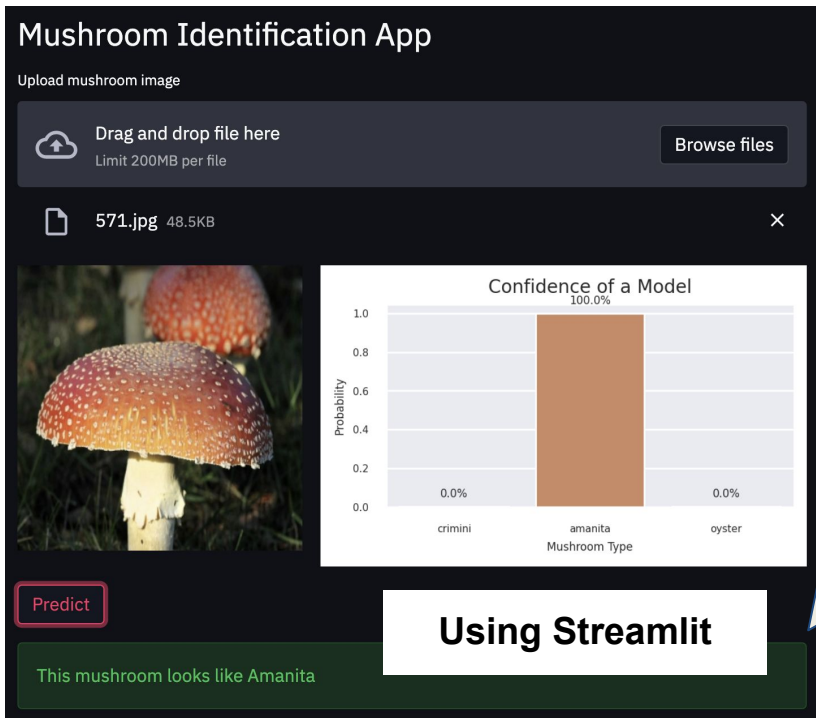 Mushroom Identification App
Upload mushroom image
Drag and drop file here
Limit 200MB per file
Browse files
571.jpg 48.5KB
Confidence of a Model
100.0%
1.0
0.8
0.6
0.4
0.2
0.0
Probability
0.0%
0.0%
crimini
amanita
oyster
Mushroom Type
Predict
Using Streamlit
This mushroom looks like Amanita